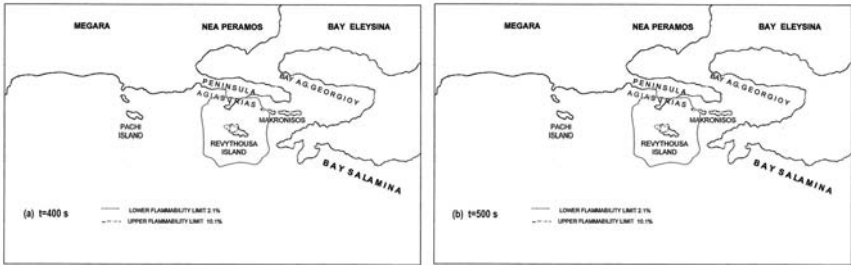 MEGARA
NEA PERAMOS
BAY ELEYSINA
PENINSULA
AGIAS KYRIAS
BAY AG. GEORGIOY
MAKRONISOS
PACHI
ISLAND
REVYTHOUSA
ISLAND
BAY SALAMINA
(a) t=400 s
LOWER FLAMMABILITY LIMIT 2.1%
UPPER FLAMMABILITY LIMIT 10.1%
MEGARA
NEA PERAMOS
BAY ELEYSINA
PENINSULA
BAY AG. GEORGIOY
MAKRONISOS
PACHI
ISLAND
REVYTHOUSA
ISLAND
BAY SALAMINA
(b) t=500 s
LOWER FLAMMABILITY LIMIT 2.1%
UPPER FLAMMABILITY LIMIT 10.1%